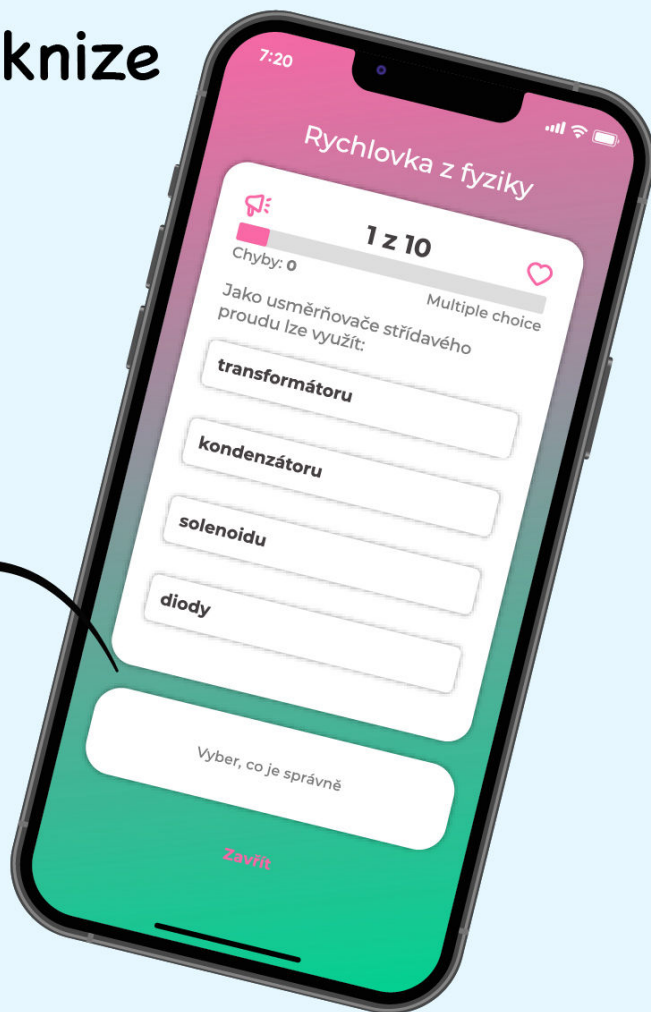 knize
7:20
Rychlovka z fyziky
1 z 10
Chyby: 0
Multiple choice
Jako usměrňovače střídavého
proudu lze využít:
transformátoru
kondenzátoru
solenoidu
diody
Vyber, co je správně
Zavřít